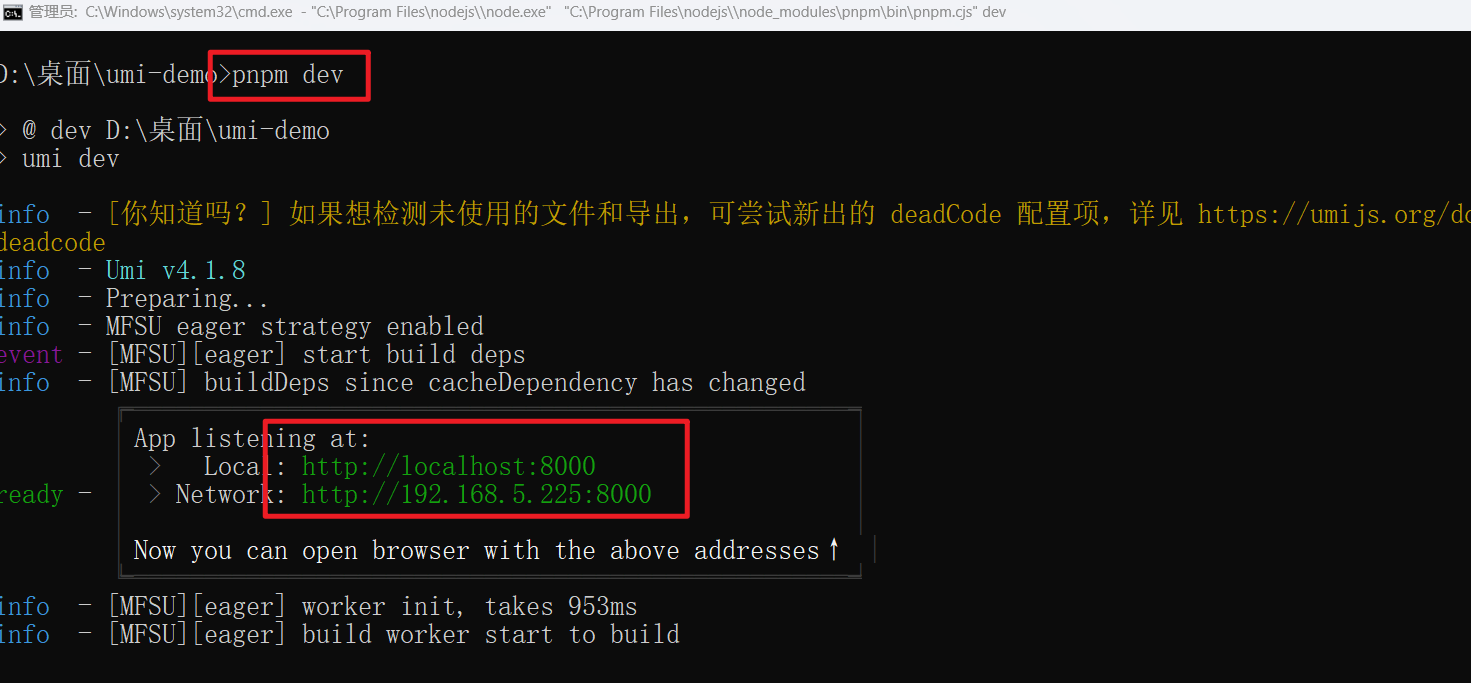 管理员: C:\Windows\system32\cmd.exe - "C:\Program Files\nodejs\\node.exe" "C:\Program Files\nodejs\\node_modules\pnpm\bin\pnpm.cjs" dev
D:\桌面\umi-demo>pnpm dev
> @ dev D:\桌面\umi-demo
> umi dev
info - [你知道吗？] 如果想检测未使用的文件和导出，可尝试新出的 deadCode 配置项，详见 https://umijs.org/do
deadcode
info - Umi v4.1.8
info - Preparing...
info - MFSU eager strategy enabled
event - [MFSU][eager] start build deps
info - [MFSU] buildDeps since cacheDependency has changed
App listening at:
> Local: http://localhost:8000
ready - > Network: http://192.168.5.225:8000
Now you can open browser with the above addresses↑
info - [MFSU][eager] worker init, takes 953ms
info - [MFSU][eager] build worker start to build